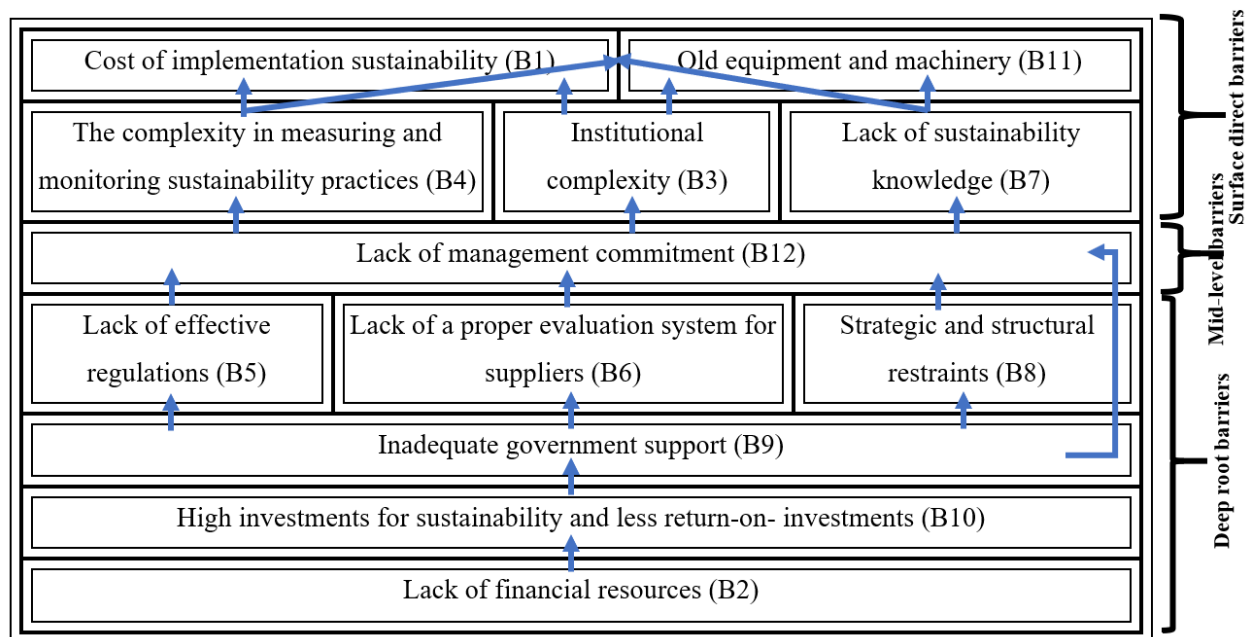 Cost of implementation sustainability (B1)
Old equipment and machinery (B11)
The complexity in measuring and
monitoring sustainability practices (B4)
Institutional
complexity (B3)
Lack of sustainability
knowledge (B7)
Lack of management commitment (B12)
Lack of effective
regulations (B5)
Lack of a proper evaluation system for
suppliers (B6)
Strategic and structural
restraints (B8)
Inadequate government support (B9)
High investments for sustainability and less return-on- investments (B10)
Lack of financial resources (B2)
Surface direct barriers
Mid-level barriers
Deep root barriers